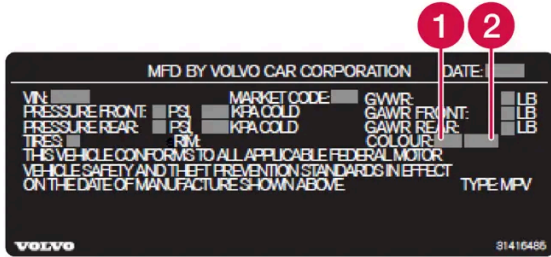 1 2
MFD BY VOLVO CAR CORPORATION DATE:
VIN: MARKET CODE: GVWR: LB
PRESSURE FRONT: PSI, KPA COLD GAWR FRONT: LB
PRESSURE REAR: PSI, KPA COLD GAWR REAR: LB
TIRES: RIM: COLOUR:
THIS VEHICLE CONFORMS TO ALL APPLICABLE FEDERAL MOTOR
VEHICLE SAFETY AND THEFT PREVENTION STANDARDS IN EFFECT
ON THE DATE OF MANUFACTURE SHOWN ABOVE TYPE: MPV
VOLVO 31416485